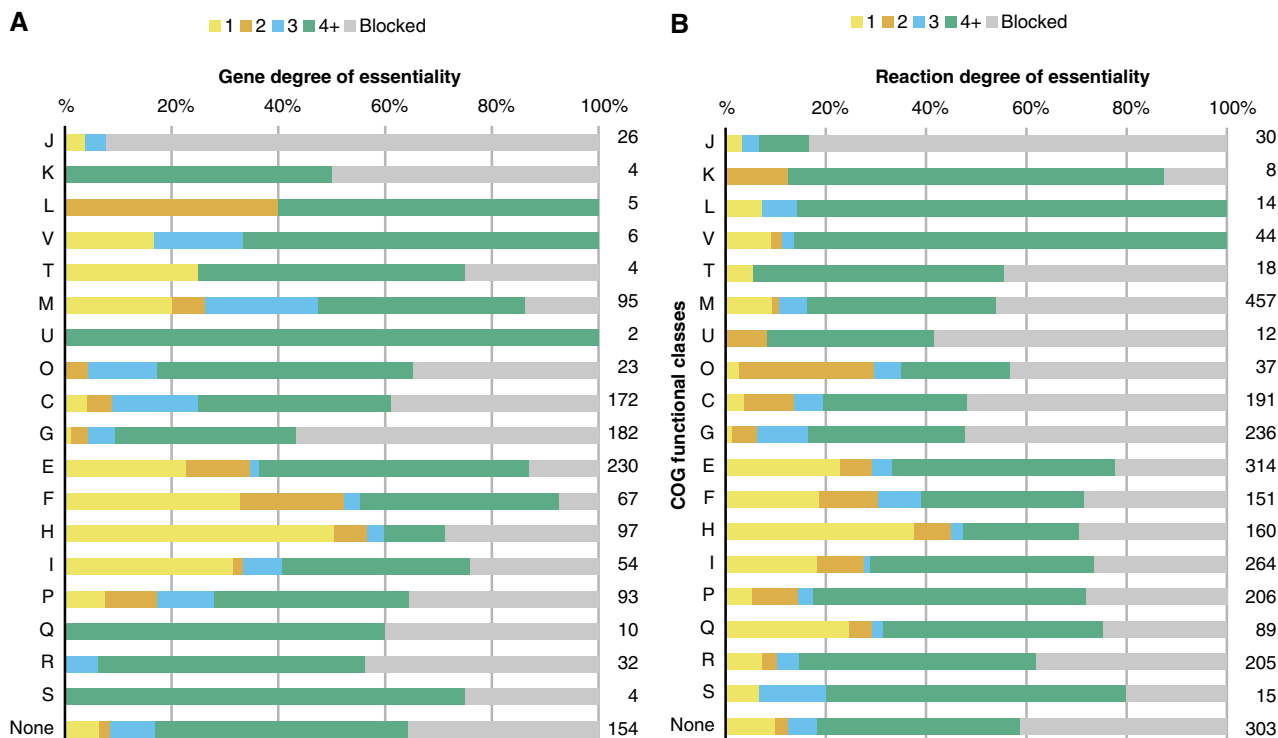 A
1 2 3 4+ Blocked
Gene degree of essentiality
% 20% 40% 60% 80% 100%
J 26
K 4
L 5
V 6
T 4
M 95
U 2
O 23
C 172
G 182
E 230
F 67
H 97
I 54
P 93
Q 10
R 32
S 4
None 154
B
1 2 3 4+ Blocked
Reaction degree of essentiality
% 20% 40% 60% 80% 100%
COG functional classes
J 30
K 8
L 14
V 44
T 18
M 457
U 12
O 37
C 191
G 236
E 314
F 151
H 160
I 264
P 206
Q 89
R 205
S 15
None 303